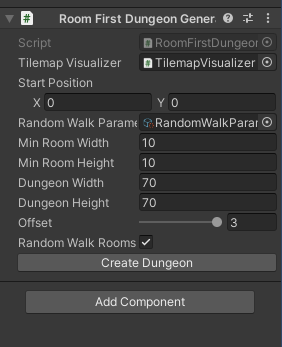 Room First Dungeon Genera
Script RoomFirstDungeon
Tilemap Visualizer TilemapVisualizer
Start Position
X 0 Y 0
Random Walk Parame RandomWalkParar
Min Room Width 10
Min Room Height 10
Dungeon Width 70
Dungeon Height 70
Offset 3
Random Walk Rooms
Create Dungeon
Add Component